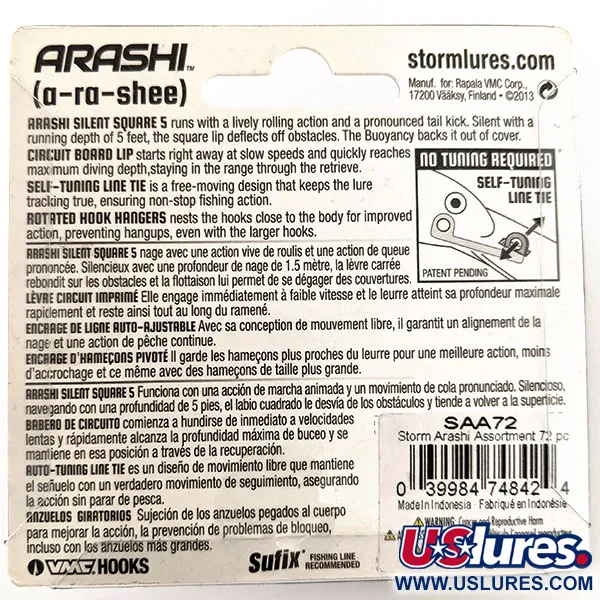 ARASHI™
(a-ra-shee)
stormlures.com
Manuf. for: Rapala VMC Corp.,
17200 Vääksy, Finland • ©2013
ARASHI SILENT SQUARE 5 runs with a lively rolling action and a pronounced tail kick. Silent with a
running depth of 5 feet, the square lip deflects off obstacles. The Buoyancy backs it out of cover.
CIRCUIT BOARD LIP starts right away at slow speeds and quickly reaches
maximum diving depth,staying in the range through the retrieve.
SELF-TUNING LINE TIE is a free-moving design that keeps the lure
tracking true, ensuring non-stop fishing action.
ROTATED HOOK HANGERS nests the hooks close to the body for improved
action, preventing hangups, even with the larger hooks.
NO TUNING REQUIRED
SELF-TUNING
LINE TIE
PATENT PENDING
ARASHI SILENT SQUARE 5 nage avec une action vive de roulis et une action de queue
prononcée. Silencieux avec une profondeur de nage de 1.5 mètre, la lèvre carrée
rebondit sur les obstacles et la flottaison lui permet de se dégager des couvertures.
LÈVRE CIRCUIT IMPRIMÉ Elle engage immédiatement à faible vitesse et le leurre atteint sa profondeur maximale
rapidement et reste ainsi tout au long du ramené.
ENCRAGE DE LIGNE AUTO-AJUSTABLE Avec sa conception de mouvement libre, il garantit un alignement de la
nage et une action de pêche continue.
ENCRAGE D'HAMEÇONS PIVOTÉ Il garde les hameçons plus proches du leurre pour une meilleure action, moins
d'accrochage et ce même avec des hameçons de taille plus grande.
ARASHI SILENT SQUARE 5 Funciona con una acción de marcha animada y un movimiento de cola pronunciado. Silencioso,
navegando con una profundidad de 5 pies, el labio cuadrado le desvía de los obstáculos y tiende a volver a la superficie.
BABERO DE CIRCUITO comienza a hundirse de inmediato a velocidades
lentas y rápidamente alcanza la profundidad máxima de buceo y se
mantiene en esa posición a través de la recuperación.
AUTO-TUNING LINE TIE es un diseño de movimiento libre que mantiene
el señuelo con un verdadero movimiento de seguimiento, asegurando
la acción sin parar de pesca.
ANZUELOS GIRATORIOS Sujeción de los anzuelos pegados al cuerpo
para mejorar la acción, la prevención de problemas de bloqueo,
incluso con los anzuelos más grandes.
SAA72
Storm Arashi Assortment 72 pc
0 39984 74842 4
Made in Indonesia · Fabriqué en Indonésie
WARNING: Cancer and Reproductive Harm
VMC HOOKS
Sufix® FISHING LINE
RECOMMENDED
USlures.
WWW.USLURES.COM